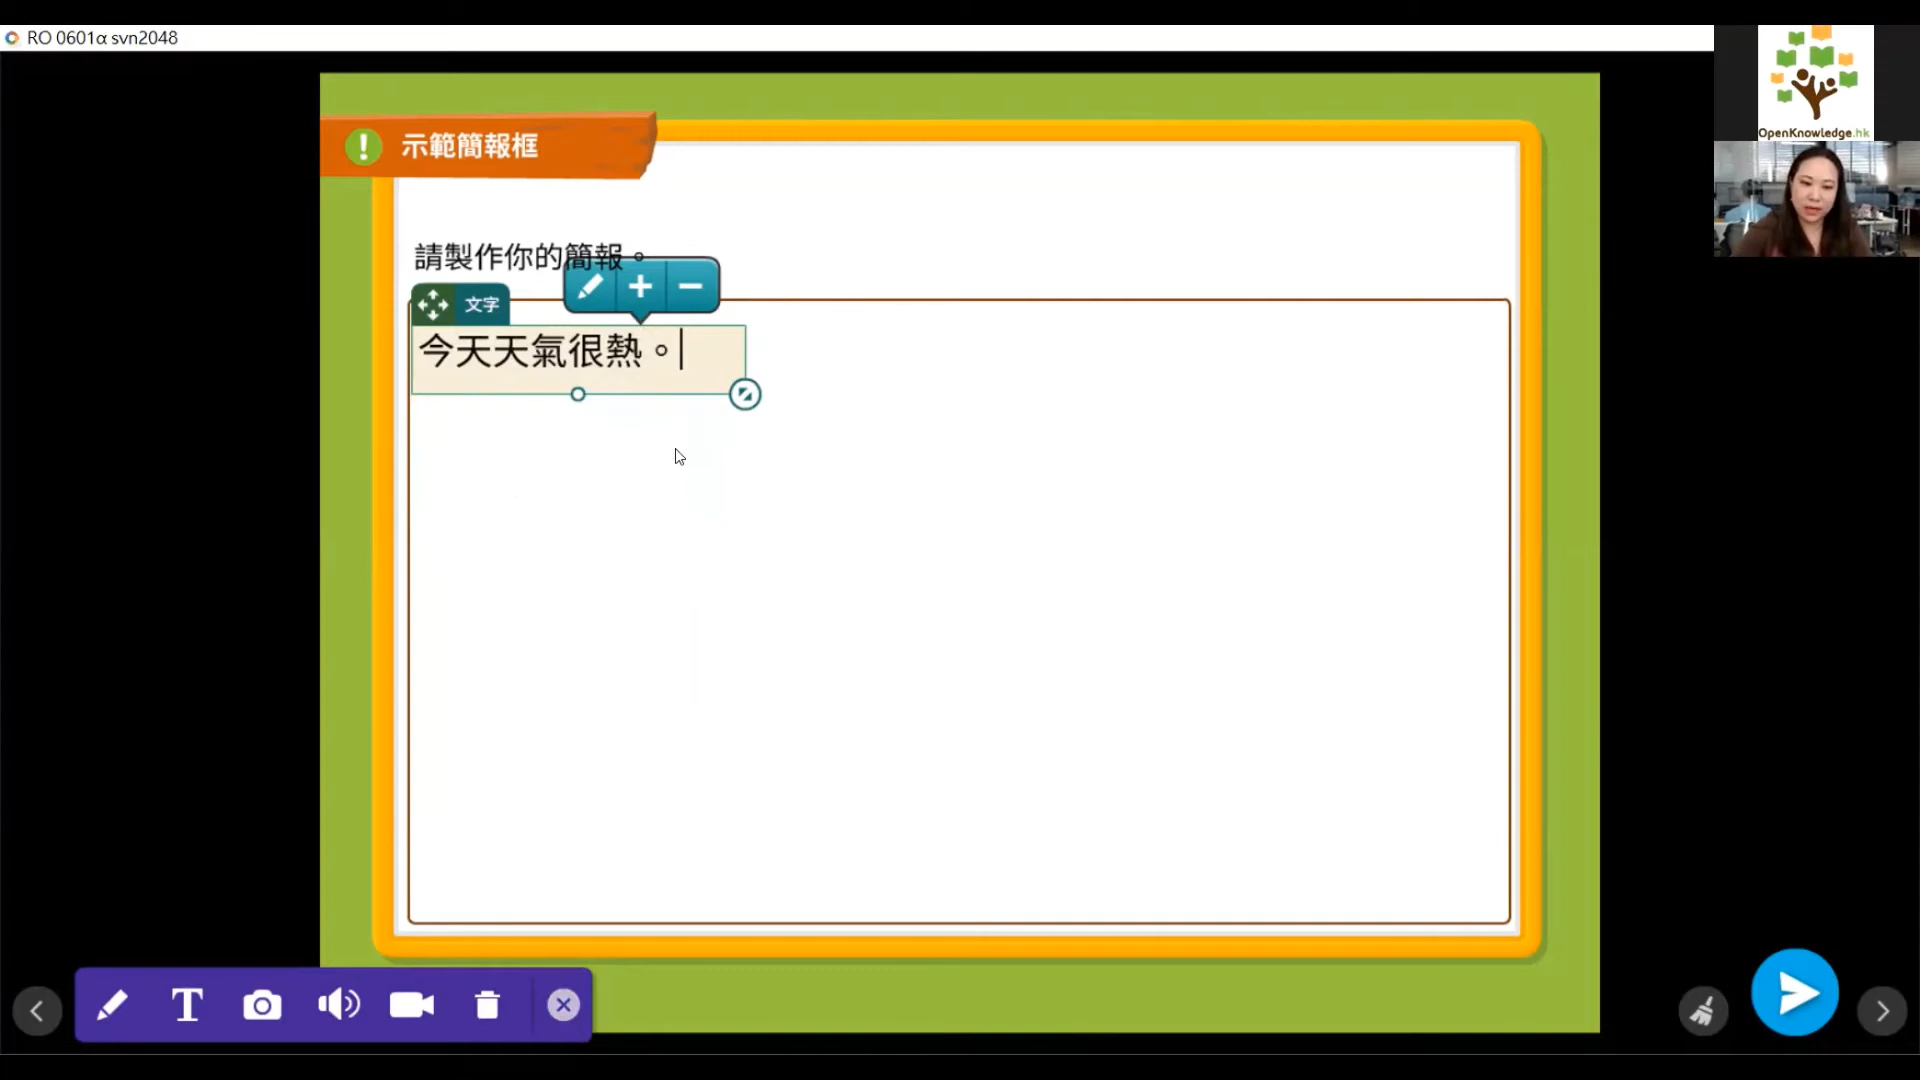 RO 0601α svn2048
OpenKnowledge.hk
示範簡報框
請製作你的簡報。
文字
今天天氣很熱。
T